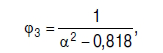 φ₃ = 1 / (α² – 0,818),